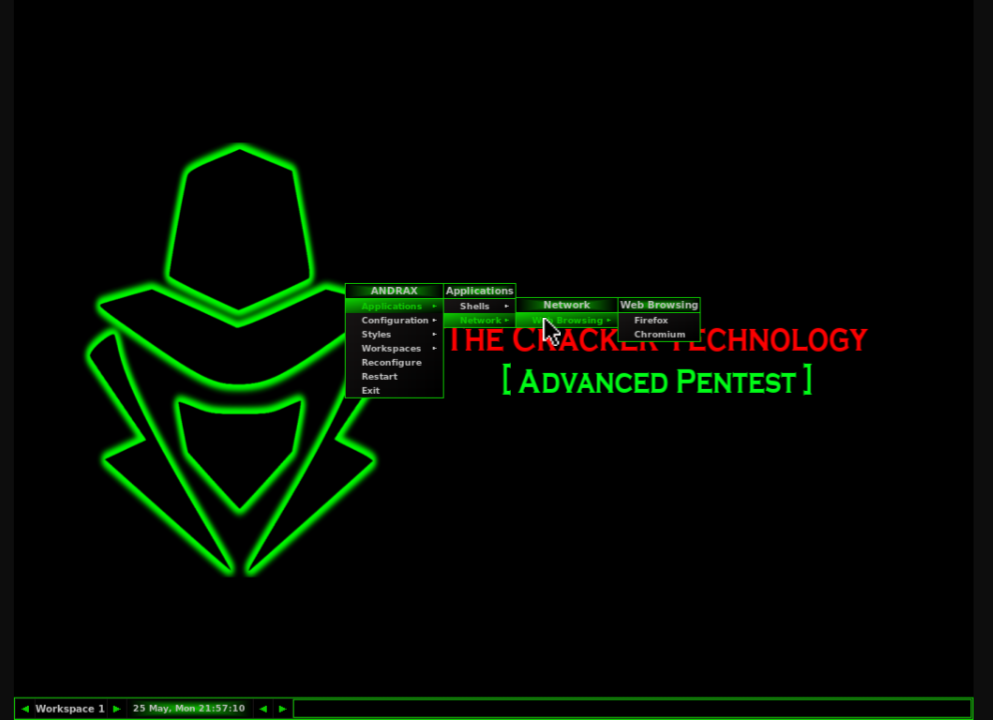 ANDRAX
Applications
Configuration
Styles
Workspaces
Reconfigure
Restart
Exit
Applications
Shells
Network
Network
Web Browsing
Web Browsing
Firefox
Chromium
THE CRACKER TECHNOLOGY
[ ADVANCED PENTEST ]
Workspace 1
25 May, Mon 21:57:10